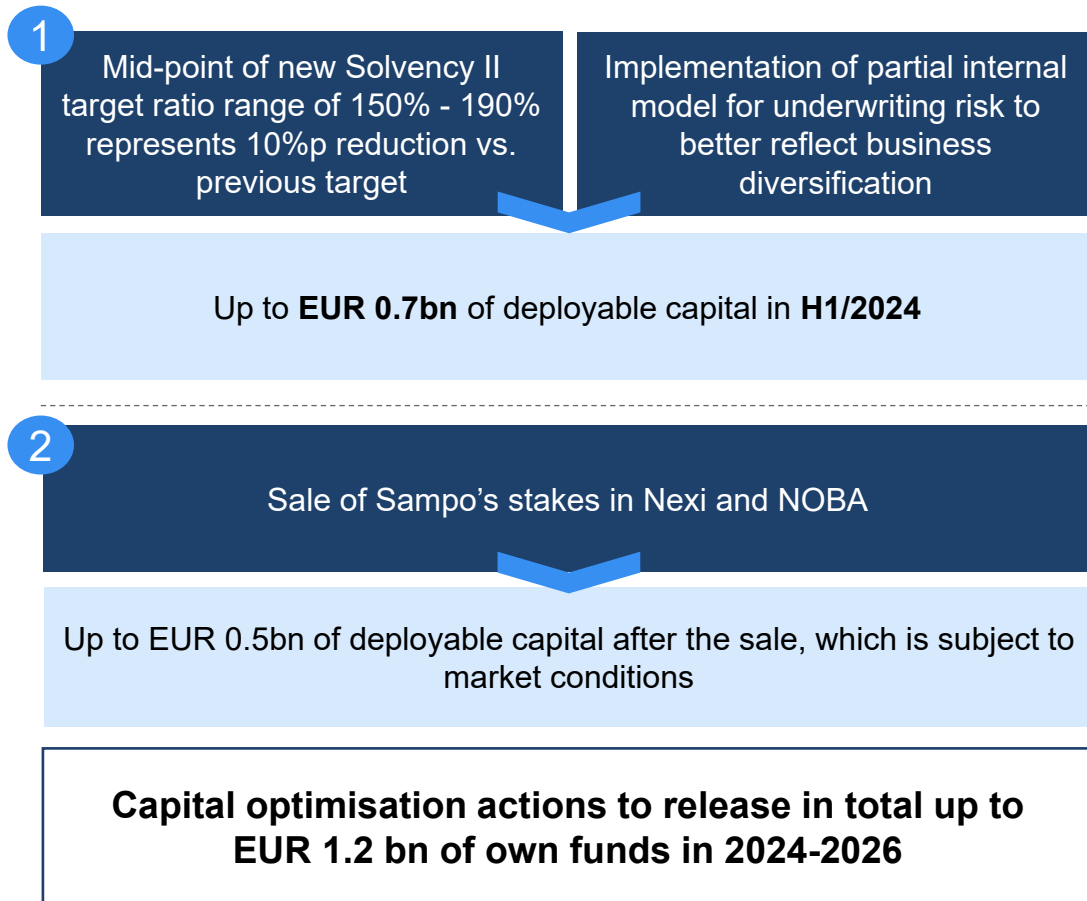 1
Mid-point of new Solvency II
target ratio range of 150% - 190%
represents 10%p reduction vs.
previous target
Implementation of partial internal
model for underwriting risk to
better reflect business
diversification
Up to EUR 0.7bn of deployable capital in H1/2024
2
Sale of Sampo’s stakes in Nexi and NOBA
Up to EUR 0.5bn of deployable capital after the sale, which is subject to
market conditions
Capital optimisation actions to release in total up to
EUR 1.2 bn of own funds in 2024-2026